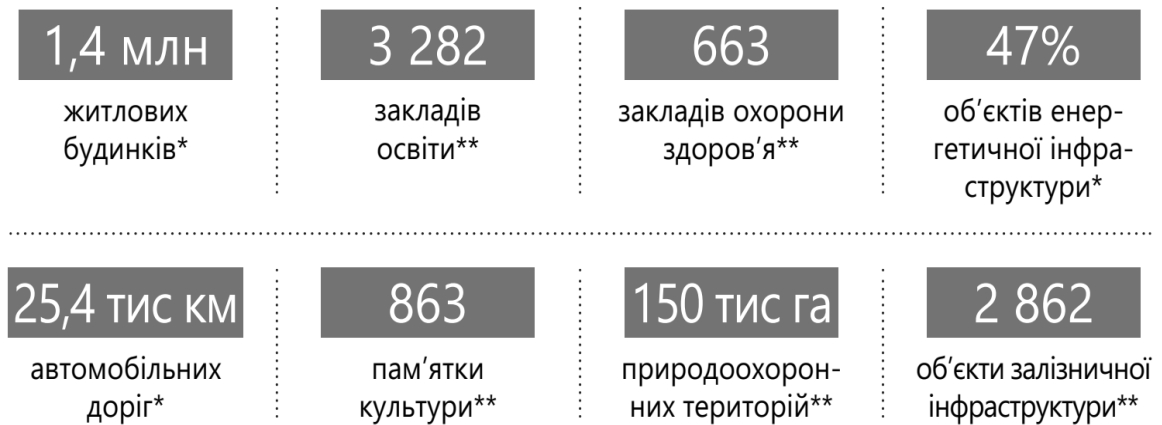 1,4 млн
житлових
будинків*
3 282
закладів
освіти**
663
закладів охорони
здоров’я**
47%
об’єктів енер-
гетичної інфра-
структури*
25,4 тис км
автомобільних
доріг*
863
пам’ятки
культури**
150 тис га
природоохорон-
них територій**
2 862
об’єкти залізничної
інфраструктури**